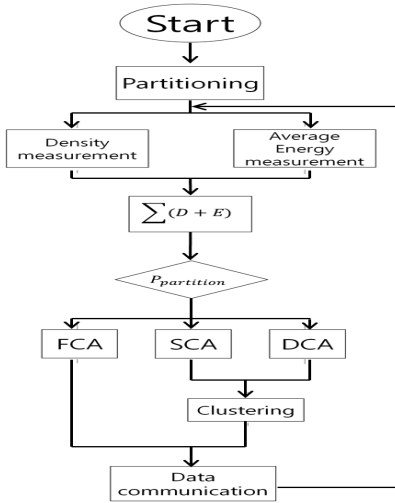 Start
Partitioning
Density
measurement
Average
Energy
measurement
∑(D + E)
P_partition
FCA
SCA
DCA
Clustering
Data
communication